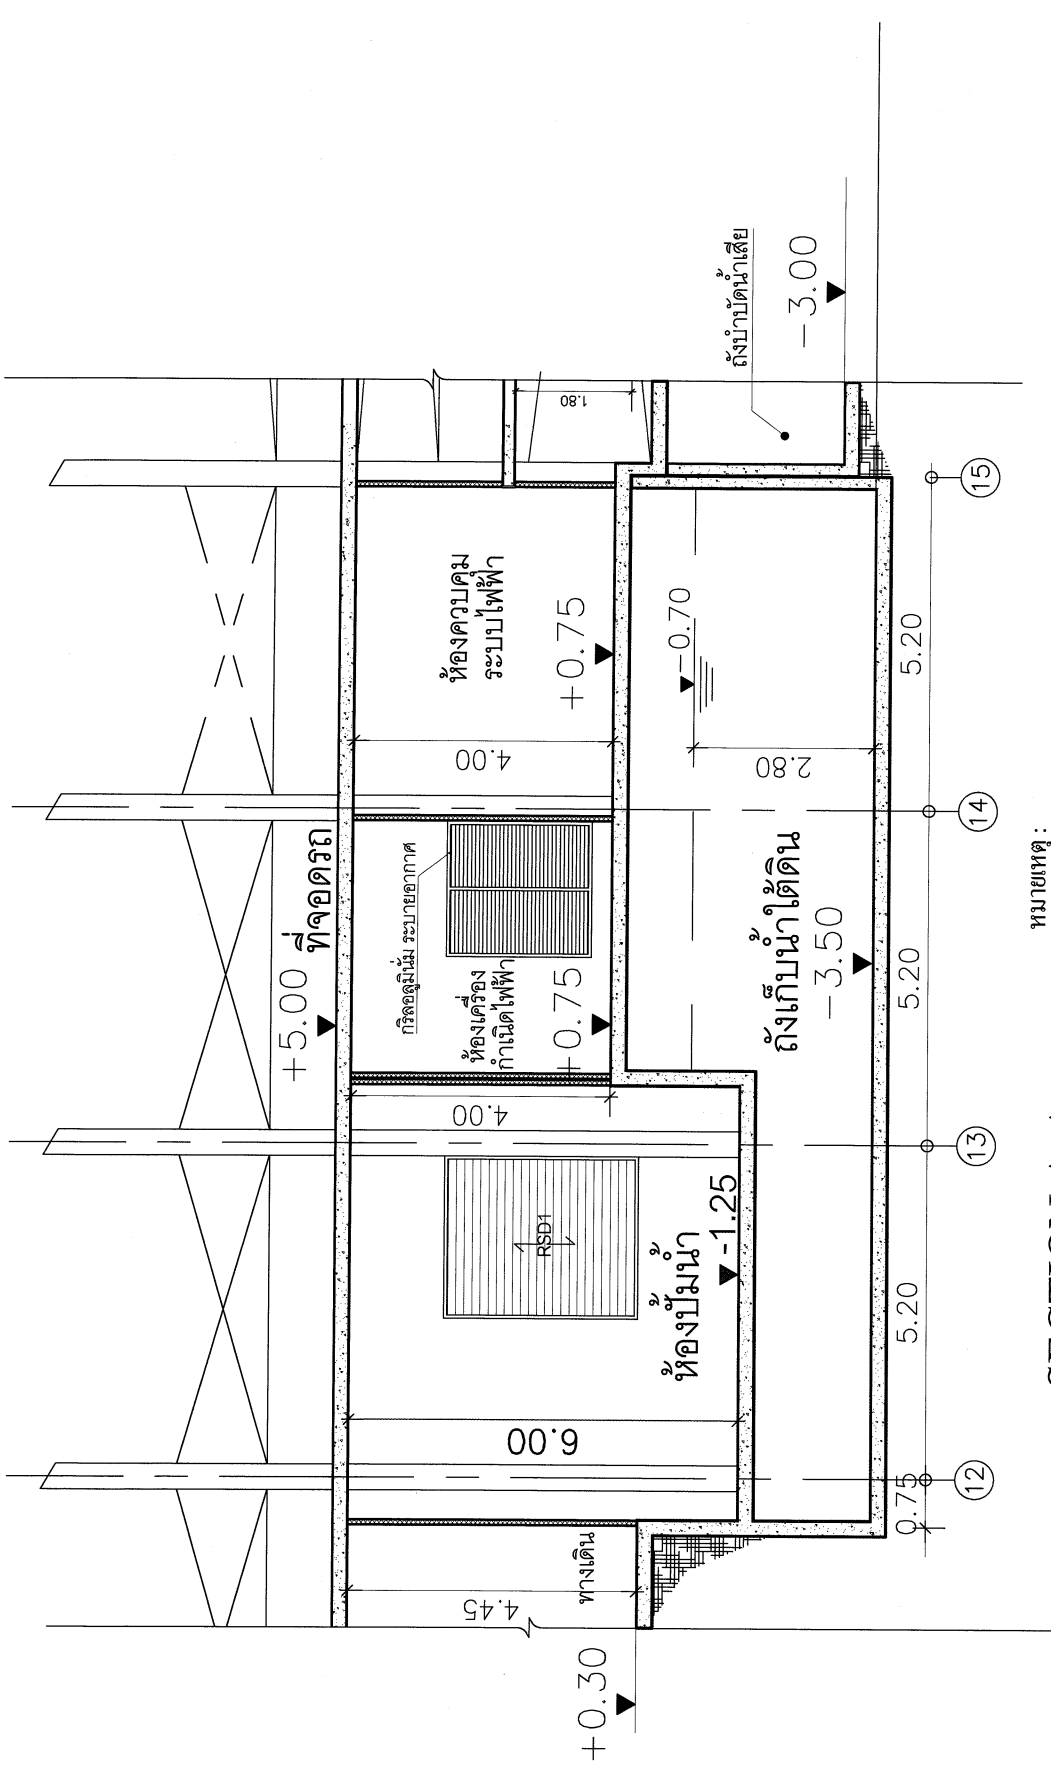 ที่จอดรถ
+5.00
กริลอลูมินั่ม ระบายอากาศ
ห้องเครื่อง
กำเนิดไฟฟ้า
+0.75
ห้องควบคุม
ระบบไฟฟ้า
+0.75
4.00
4.00
1.80
RSD1
ห้องปั๊มน้ำ
-1.25
6.00
ทางเดิน
4.45
+0.30
-0.70
2.80
ถังเก็บน้ำใต้ดิน
-3.50
ถังบำบัดน้ำเสีย
-3.00
0.75
5.20
5.20
5.20
12
13
14
15
หมายเหตุ :